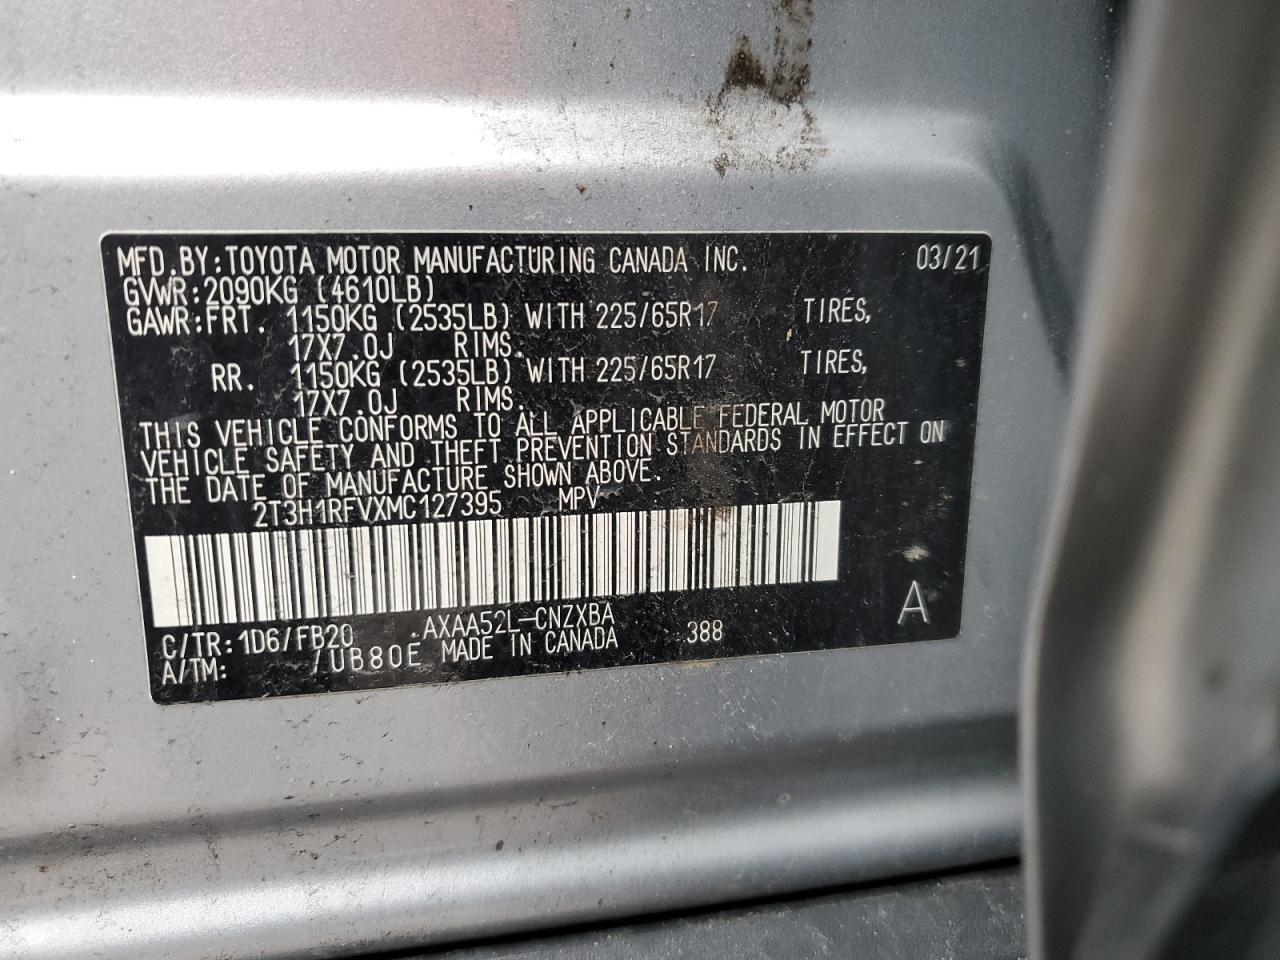 MFD.BY:TOYOTA MOTOR MANUFACTURING CANADA INC. 03/21
GVWR:2090KG (4610LB)
GAWR:FRT. 1150KG (2535LB) WITH 225/65R17 TIRES,
17X7.0J RIMS.
RR. 1150KG (2535LB) WITH 225/65R17 TIRES,
17X7.0J RIMS.
THIS VEHICLE CONFORMS TO ALL APPLICABLE FEDERAL MOTOR
VEHICLE SAFETY AND THEFT PREVENTION STANDARDS IN EFFECT ON
THE DATE OF MANUFACTURE SHOWN ABOVE.
2T3H1RFVXMC127395 MPV
C/TR:1D6/FB20 .AXAA52L-CNZXBA 388 A
A/TM: /UB80E MADE IN CANADA